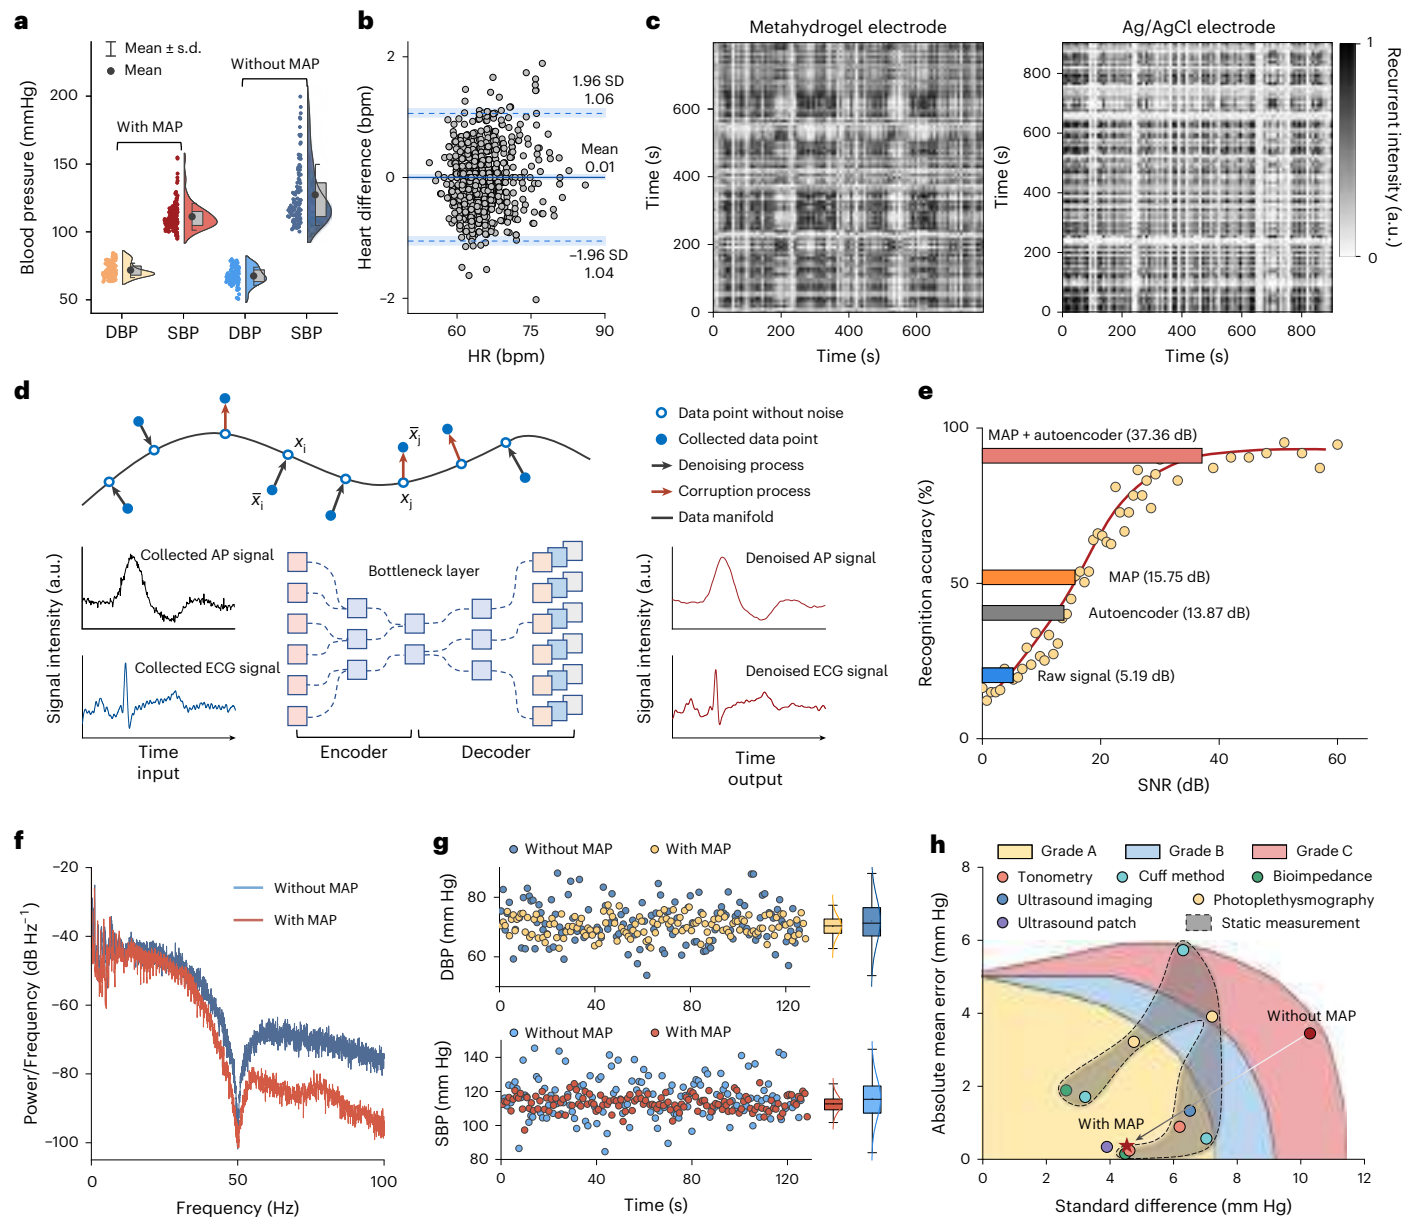 a
Mean ± s.d.
Mean
With MAP
Without MAP
Blood pressure (mmHg)
200
150
100
50
DBP
SBP
DBP
SBP
b
Heart difference (bpm)
2
0
−2
1.96 SD
1.06
Mean
0.01
−1.96 SD
1.04
60
75
90
HR (bpm)
c
Metahydrogel electrode
Time (s)
600
400
200
0
0
200
400
600
Time (s)
Ag/AgCl electrode
Time (s)
800
600
400
200
0
0
200
400
600
800
Time (s)
1
0
Recurrent intensity (a.u.)
d
xi
x̅i
x̅j
xj
Data point without noise
Collected data point
Denoising process
Corruption process
Data manifold
Signal intensity (a.u.)
Collected AP signal
Collected ECG signal
Time
input
Bottleneck layer
Encoder
Decoder
Signal intensity (a.u.)
Denoised AP signal
Denoised ECG signal
Time
output
e
Recognition accuracy (%)
100
50
0
MAP + autoencoder (37.36 dB)
MAP (15.75 dB)
Autoencoder (13.87 dB)
Raw signal (5.19 dB)
0
20
40
60
SNR (dB)
f
Power/Frequency (dB Hz−1)
−20
−40
−60
−80
−100
Without MAP
With MAP
0
50
100
Frequency (Hz)
g
Without MAP
With MAP
DBP (mm Hg)
80
60
0
40
80
120
Without MAP
With MAP
SBP (mm Hg)
140
120
100
80
0
40
80
120
Time (s)
h
Grade A
Grade B
Grade C
Tonometry
Cuff method
Bioimpedance
Ultrasound imaging
Photoplethysmography
Ultrasound patch
Static measurement
Absolute mean error (mm Hg)
8
6
4
2
0
Without MAP
With MAP
0
2
4
6
8
10
12
Standard difference (mm Hg)